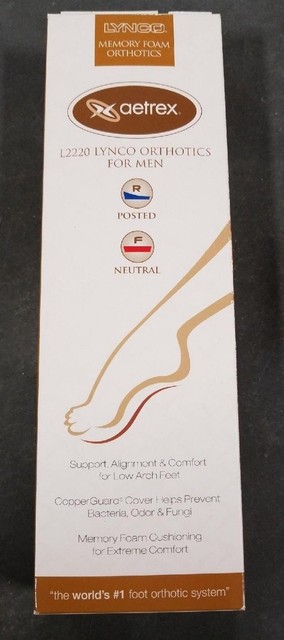 LYNCO
MEMORY FOAM
ORTHOTICS
aetrex®
L2220 LYNCO ORTHOTICS
FOR MEN
R
POSTED
F
NEUTRAL
Support, Alignment & Comfort
for Low Arch Feet
CopperGuard® Cover Helps Prevent
Bacteria, Odor & Fungi
Memory Foam Cushioning
for Extreme Comfort
"the world's #1 foot orthotic system"